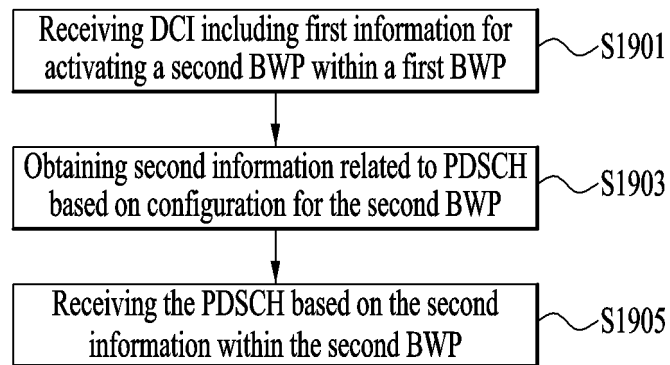 Receiving DCI including first information for
activating a second BWP within a first BWP
S1901
Obtaining second information related to PDSCH
based on configuration for the second BWP
S1903
Receiving the PDSCH based on the second
information within the second BWP
S1905